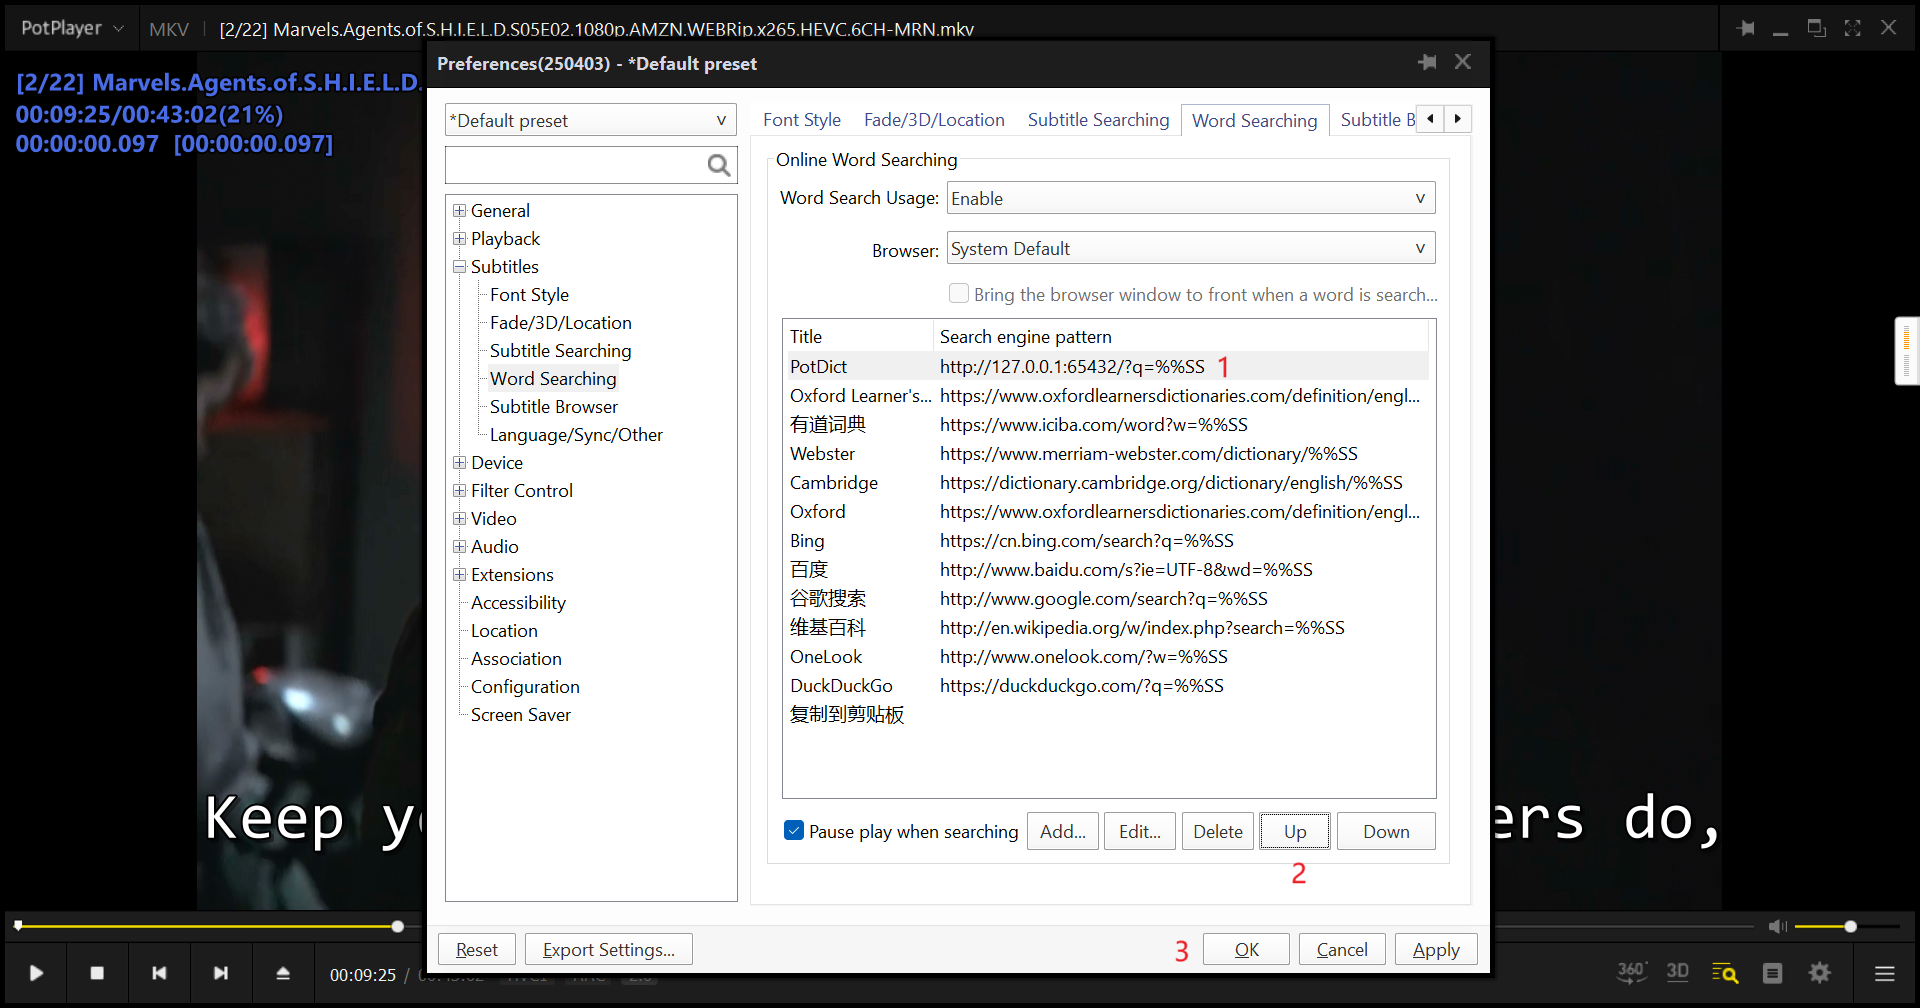 PotPlayer
MKV
[2/22] Marvels.Agents.of.S.H.I.E.L.D.S05E02.1080p.AMZN.WEBRip.x265.HEVC.6CH-MRN.mkv
[2/22] Marvels.Agents.of.S.H.I.E.L.D.
00:09:25/00:43:02(21%)
00:00:00.097 [00:00:00.097]
Preferences(250403) - *Default preset
*Default preset
General
Playback
Subtitles
Font Style
Fade/3D/Location
Subtitle Searching
Word Searching
Subtitle Browser
Language/Sync/Other
Device
Filter Control
Video
Audio
Extensions
Accessibility
Location
Association
Configuration
Screen Saver
Font Style Fade/3D/Location Subtitle Searching Word Searching Subtitle B
Online Word Searching
Word Search Usage: Enable
Browser: System Default
Bring the browser window to front when a word is search...
Title Search engine pattern
PotDict http://127.0.0.1:65432/?q=%%SS 1
Oxford Learner's... https://www.oxfordlearnersdictionaries.com/definition/engl...
有道词典 https://www.iciba.com/word?w=%%SS
Webster https://www.merriam-webster.com/dictionary/%%SS
Cambridge https://dictionary.cambridge.org/dictionary/english/%%SS
Oxford https://www.oxfordlearnersdictionaries.com/definition/engl...
Bing https://cn.bing.com/search?q=%%SS
百度 http://www.baidu.com/s?ie=UTF-8&wd=%%SS
谷歌搜索 http://www.google.com/search?q=%%SS
维基百科 http://en.wikipedia.org/w/index.php?search=%%SS
OneLook http://www.onelook.com/?w=%%SS
DuckDuckGo https://duckduckgo.com/?q=%%SS
复制到剪贴板
Pause play when searching Add... Edit... Delete Up Down
2
Reset Export Settings... 3 OK Cancel Apply
Keep y
ers do,
00:09:25 /
360° 3D